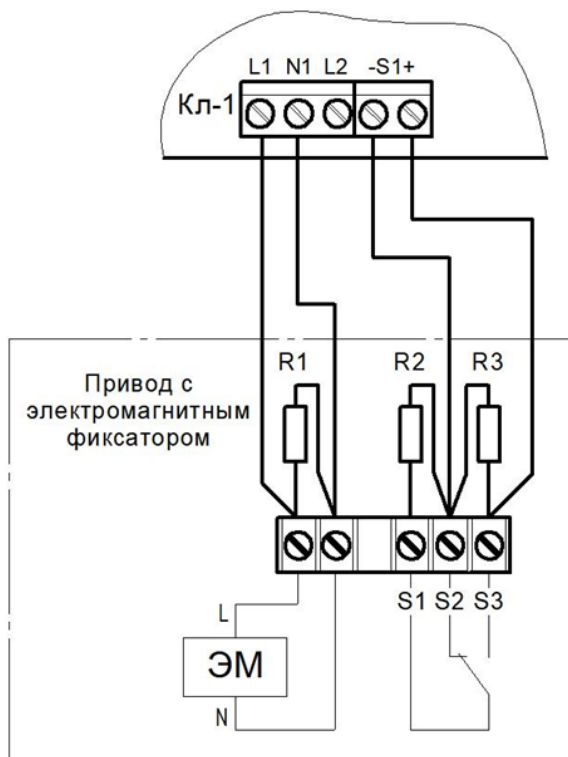 L1 N1 L2 -S1+
Кл-1
R1 R2 R3
Привод с
электромагнитным
фиксатором
S1 S2 S3
L
ЭМ
N